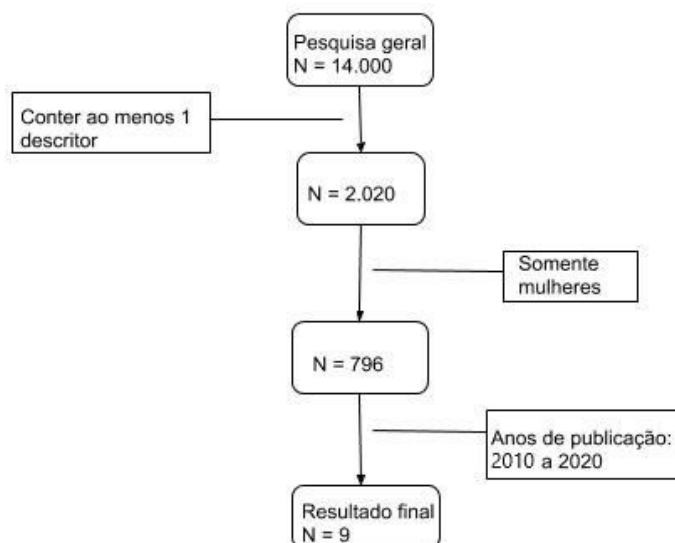 Pesquisa geral
N = 14.000
Conter ao menos 1
descritor
N = 2.020
Somente
mulheres
N = 796
Anos de publicação:
2010 a 2020
Resultado final
N = 9